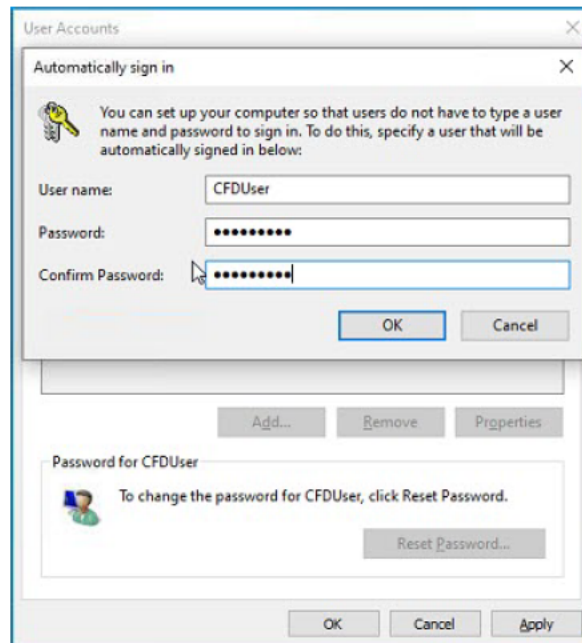 User Accounts
Automatically sign in
You can set up your computer so that users do not have to type a user
name and password to sign in. To do this, specify a user that will be
automatically signed in below:
User name:
CFDUser
Password:
●●●●●●●●●
Confirm Password:
●●●●●●●●●
OK
Cancel
Add...
Remove
Properties
Password for CFDUser
To change the password for CFDUser, click Reset Password.
Reset Password...
OK
Cancel
Apply